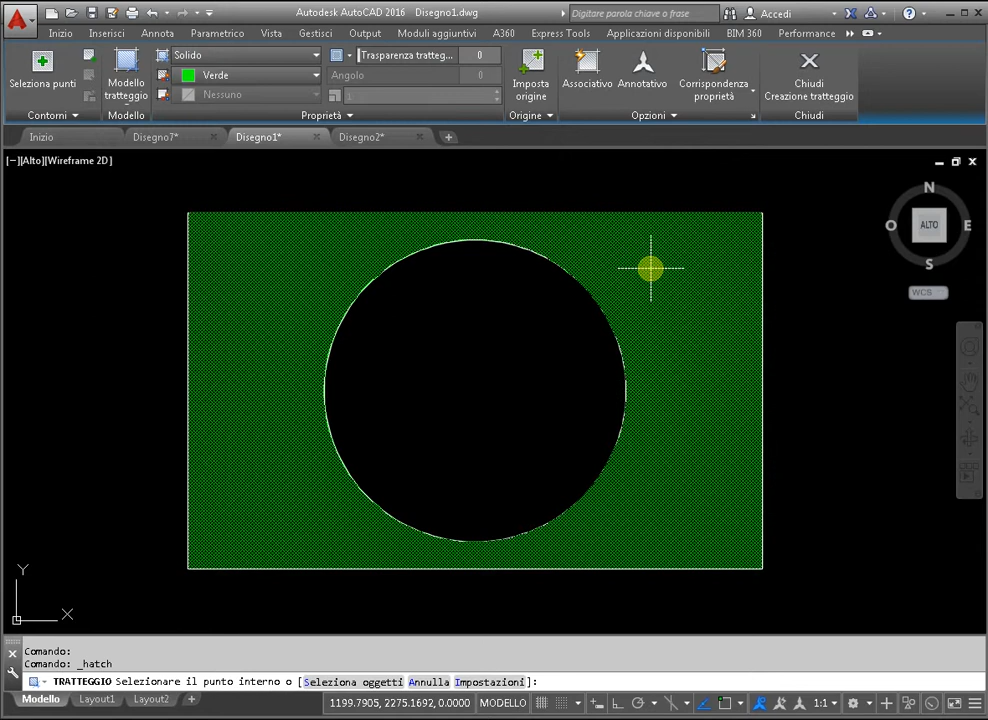 Autodesk AutoCAD 2016 Disegno1.dwg
Digitare parola chiave o frase
Accedi
Inizio Inserisci Annota Parametrico Vista Gestisci Output Moduli aggiuntivi A360 Express Tools Applicazioni disponibili BIM 360 Performance
Seleziona punti
Contorni
Modello
tratteggio
Modello
Solido
Verde
Nessuno
Trasparenza tratteg... 0
Angolo 0
1
Proprietà
Imposta
origine
Origine
Associativo
Annotativo
Corrispondenza
proprietà
Opzioni
Chiudi
Creazione tratteggio
Chiudi
Inizio Disegno7* Disegno1* Disegno2*
[−][Alto][Wireframe 2D]
N
O ALTO E
S
WCS
Y
X
Comando:
Comando: _hatch
TRATTEGGIO Selezionare il punto interno o [Seleziona oggetti Annulla Impostazioni]:
Modello Layout1 Layout2
1199.7905, 2275.1692, 0.0000 MODELLO
1:1